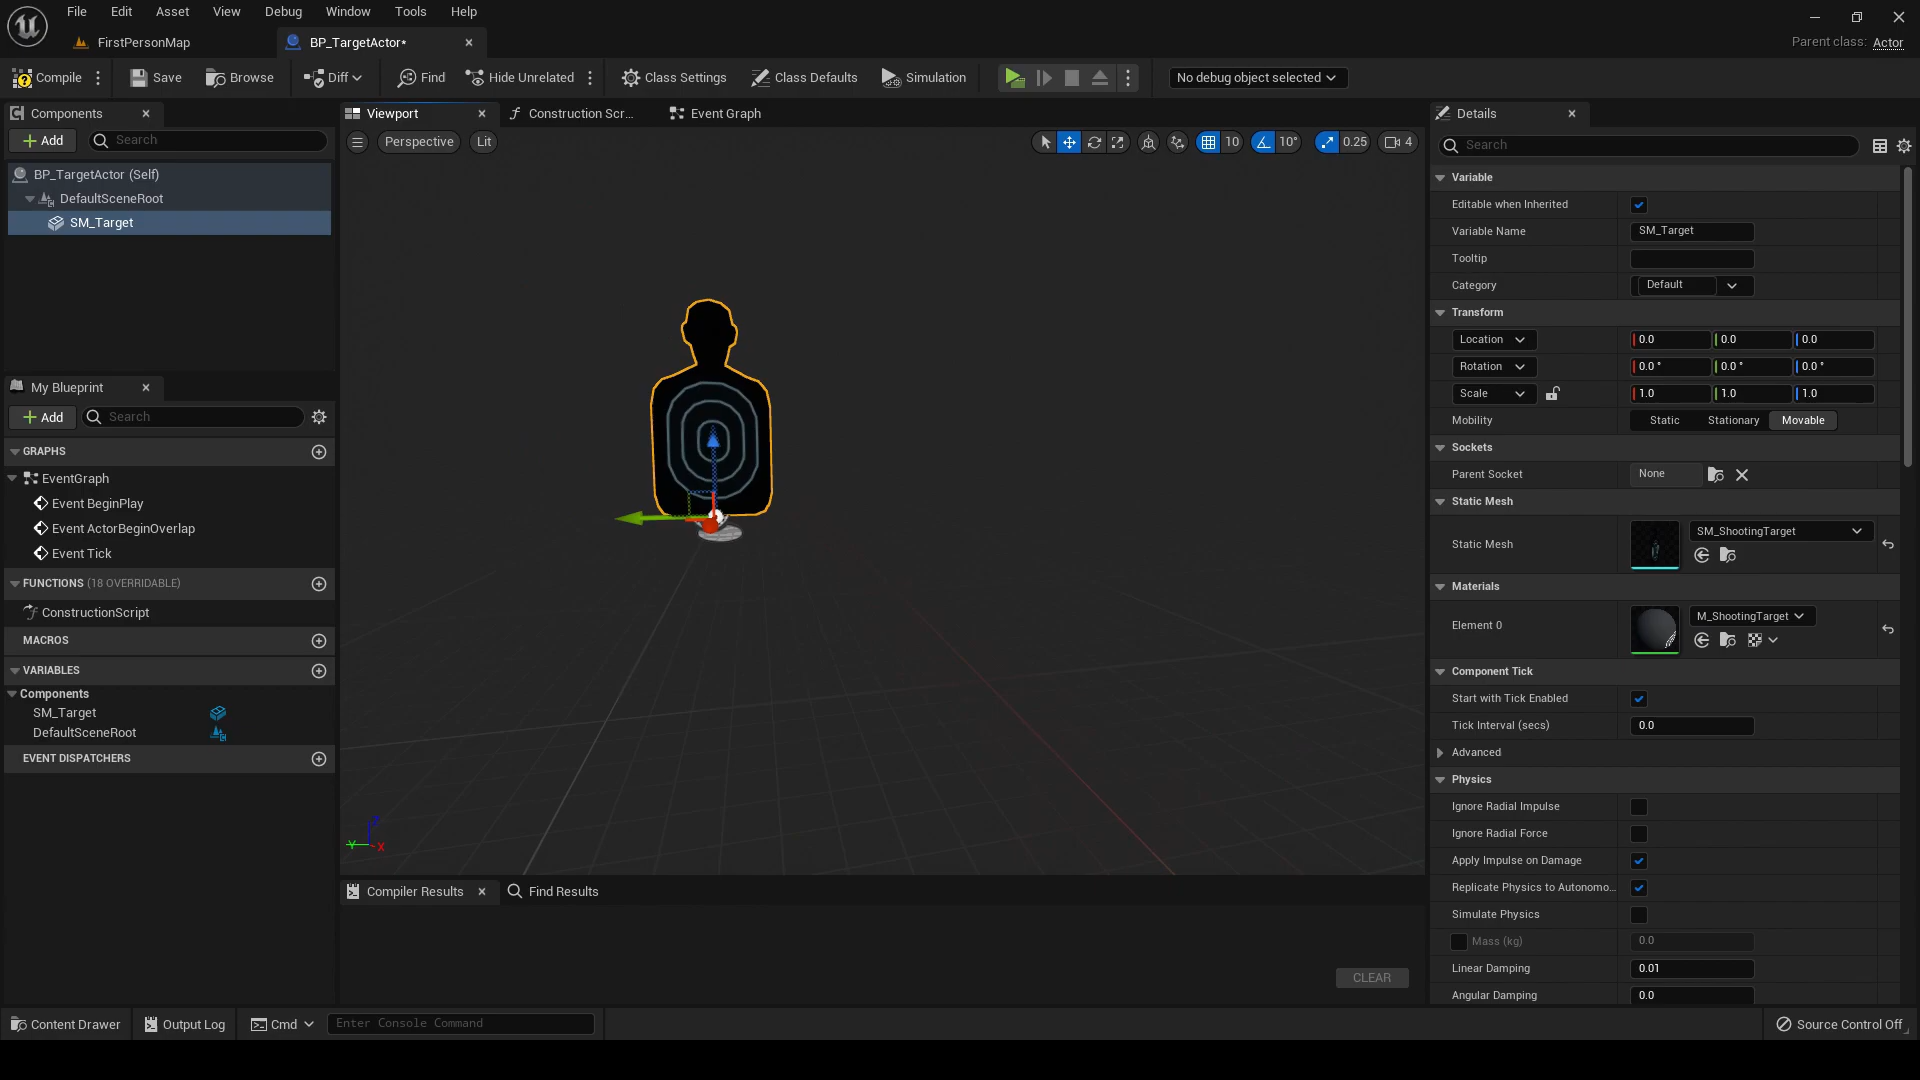 File Edit Asset View Debug Window Tools Help
FirstPersonMap BP_TargetActor*
Parent class: Actor
Compile Save Browse Diff Find Hide Unrelated Class Settings Class Defaults Simulation No debug object selected
Components
Add Search
BP_TargetActor (Self)
DefaultSceneRoot
SM_Target
My Blueprint
Add Search
GRAPHS
EventGraph
Event BeginPlay
Event ActorBeginOverlap
Event Tick
FUNCTIONS (18 OVERRIDABLE)
ConstructionScript
MACROS
VARIABLES
Components
SM_Target
DefaultSceneRoot
EVENT DISPATCHERS
Viewport Construction Scr... Event Graph
Perspective Lit 10 10° 0.25 4
Z
Y X
Compiler Results Find Results
CLEAR
Details
Search
Variable
Editable when Inherited
Variable Name SM_Target
Tooltip
Category Default
Transform
Location 0.0 0.0 0.0
Rotation 0.0 ° 0.0 ° 0.0 °
Scale 1.0 1.0 1.0
Mobility Static Stationary Movable
Sockets
Parent Socket None
Static Mesh
Static Mesh SM_ShootingTarget
Materials
Element 0 M_ShootingTarget
Component Tick
Start with Tick Enabled
Tick Interval (secs) 0.0
Advanced
Physics
Ignore Radial Impulse
Ignore Radial Force
Apply Impulse on Damage
Replicate Physics to Autonomo...
Simulate Physics
Mass (kg) 0.0
Linear Damping 0.01
Angular Damping 0.0
Content Drawer Output Log Cmd Enter Console Command Source Control Off